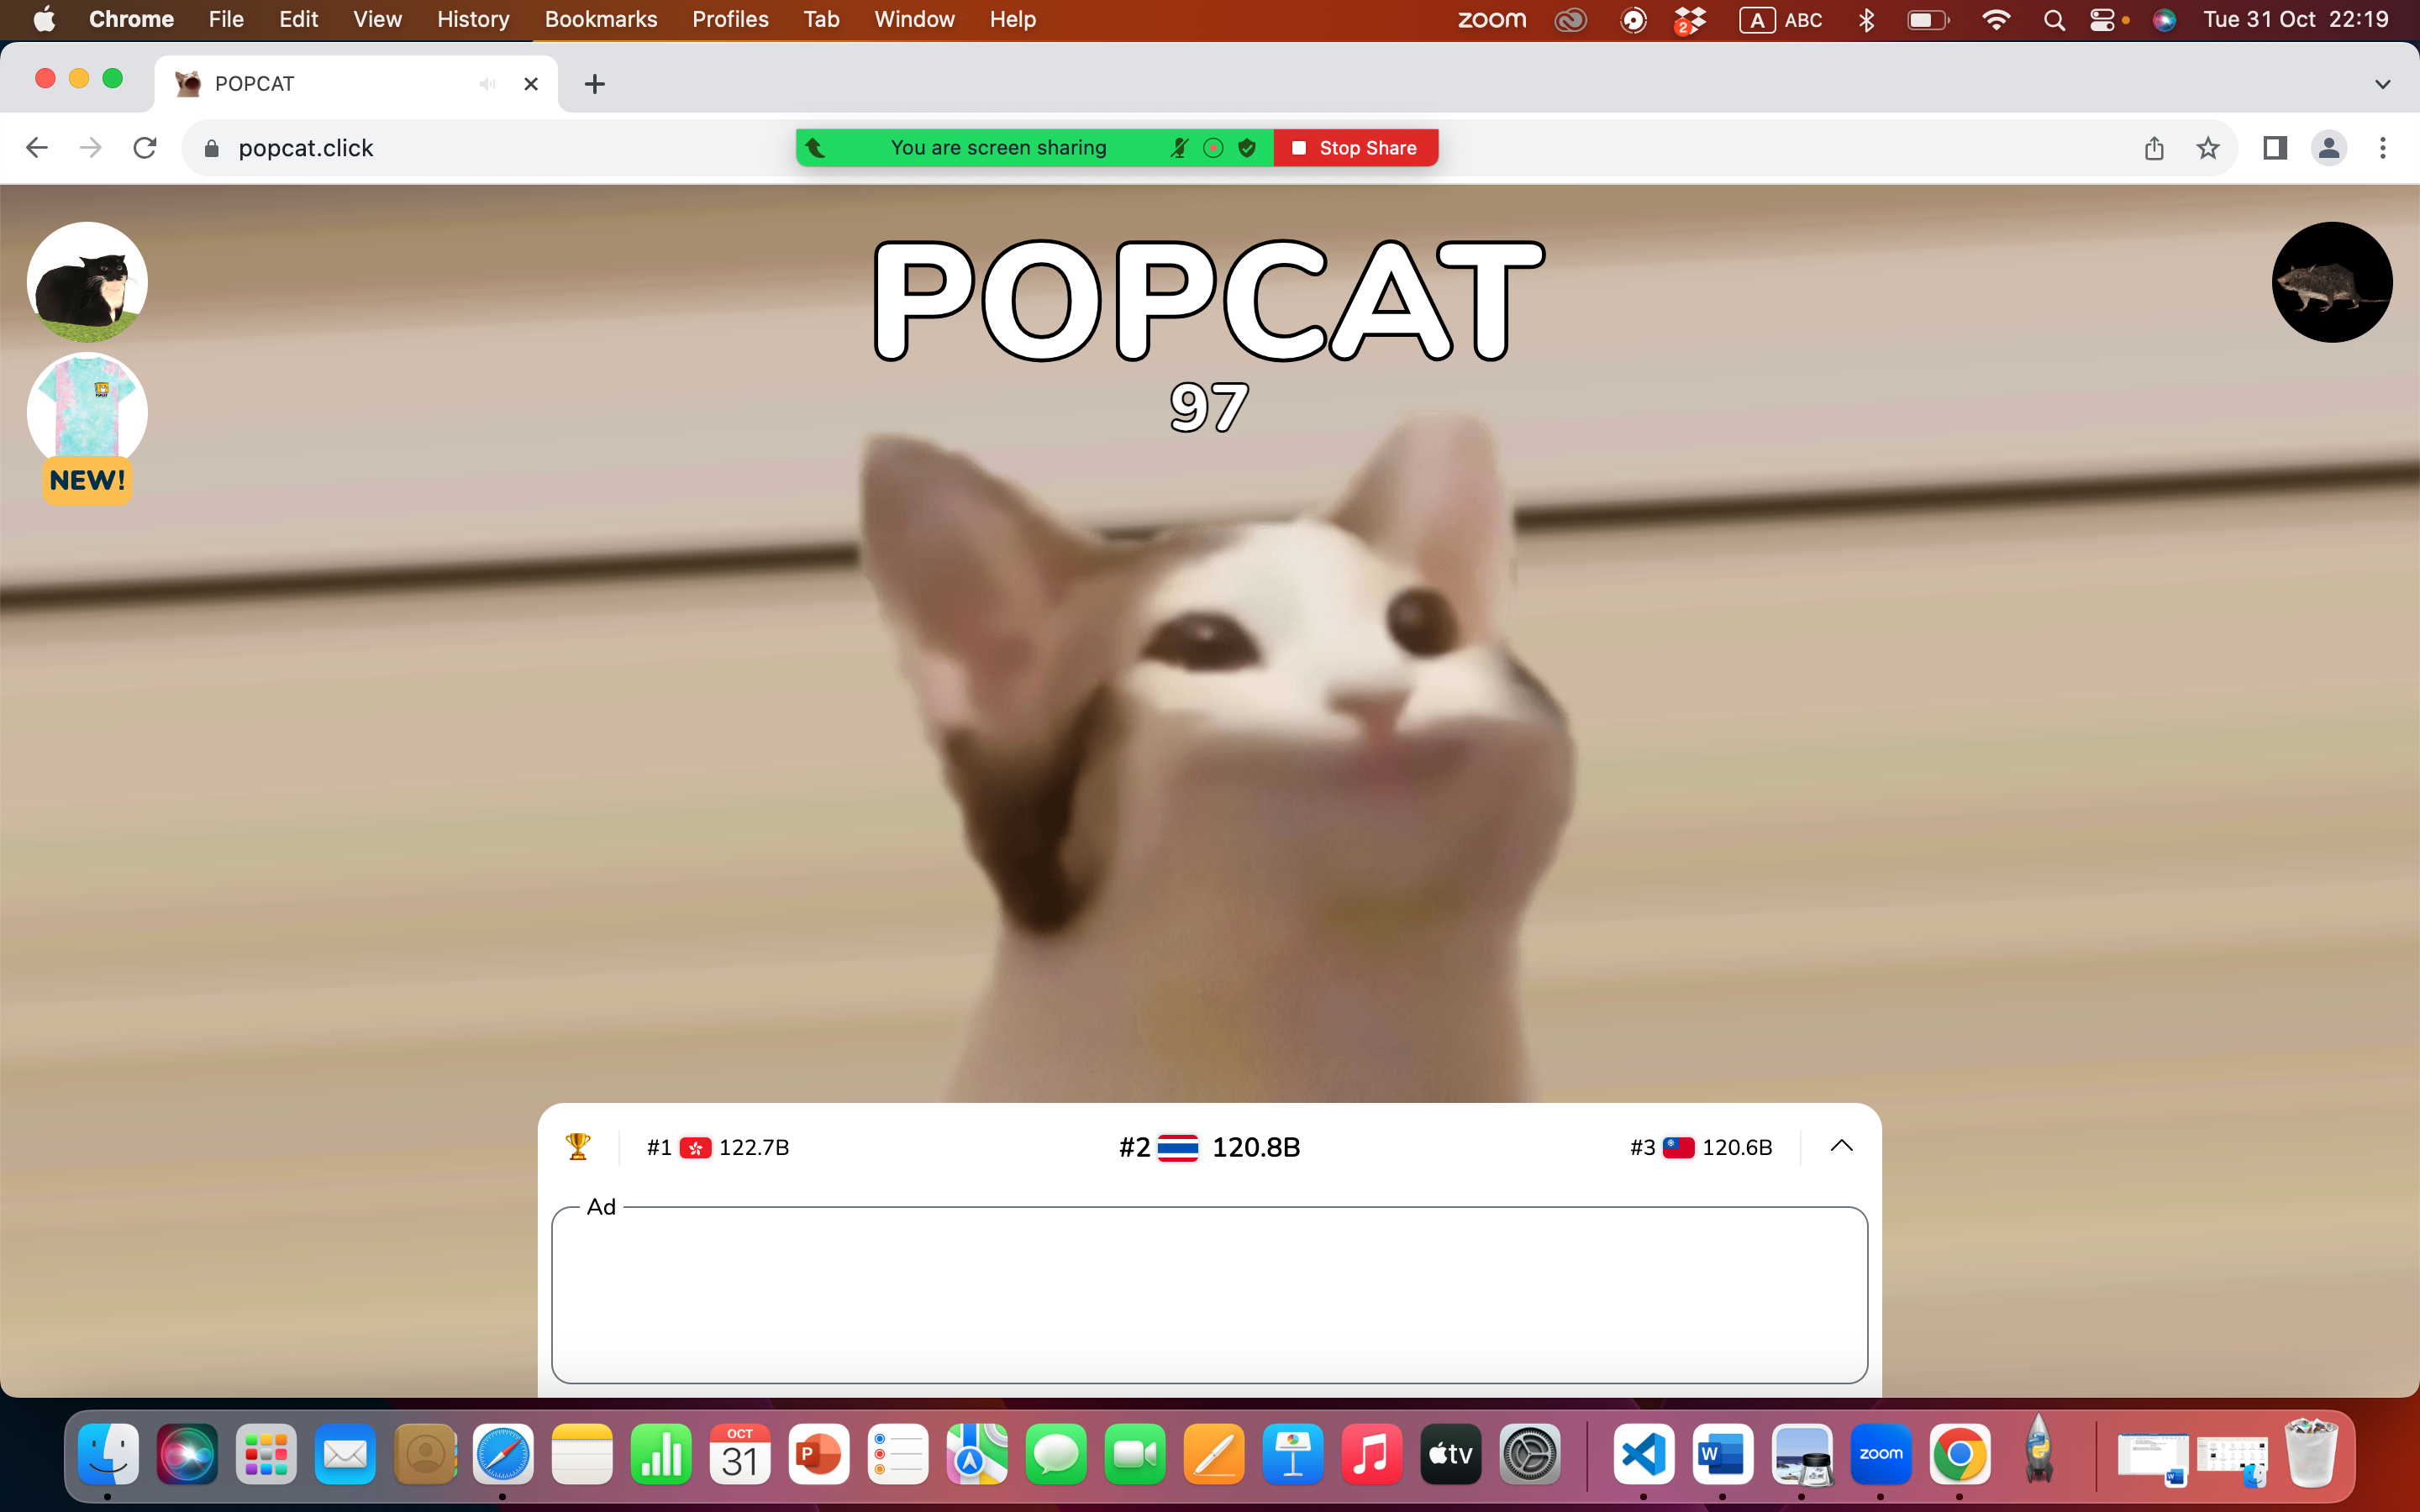 Chrome File Edit View History Bookmarks Profiles Tab Window Help zoom 2 A ABC Tue 31 Oct 22:19
POPCAT
popcat.click
You are screen sharing Stop Share
POPCAT
97
NEW!
#1 122.7B #2 120.8B #3 120.6B
Ad
OCT
31
P
tv
W
zoom